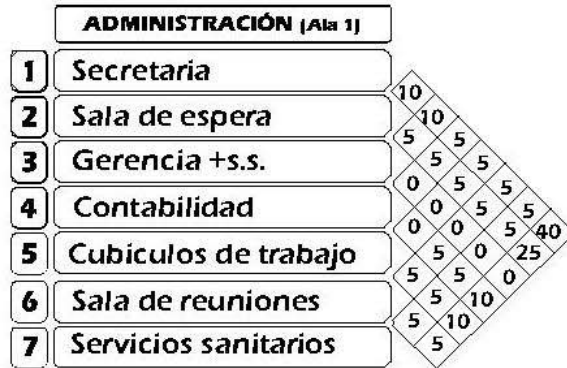 ADMINISTRACIÓN (Ala 1)
1 Secretaria
10
2 Sala de espera 10
5 5
3 Gerencia +s.s. 5 5
0 5 5
4 Contabilidad 0 5 5
0 0 5 40
5 Cubiculos de trabajo 5 0 25
5 5 0
6 Sala de reuniones 5 10
5 10
7 Servicios sanitarios 5